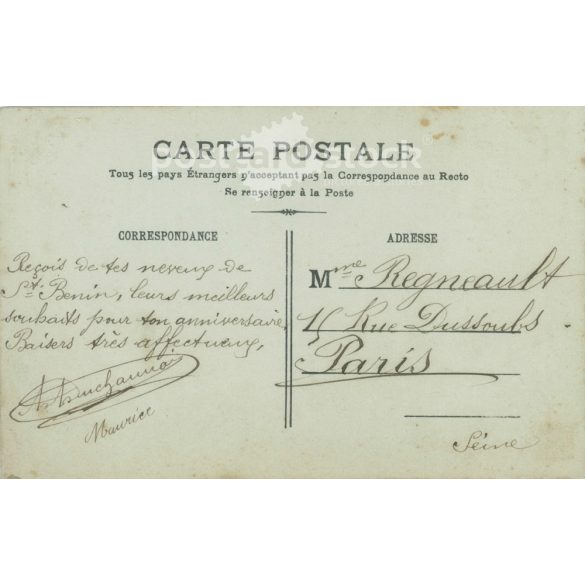 CARTE POSTALE
Tous les pays Étrangers n'acceptant pas la Correspondance au Recto
Se renseigner à la Poste
CORRESPONDANCE
Reçois de tes neveux de
St. Benin, leurs meilleurs
souhaits pour ton anniversaire,
Baisers très affectueux,
Maurice
ADRESSE
Mme Regneault
Rue Dussoubs
Paris
Seine